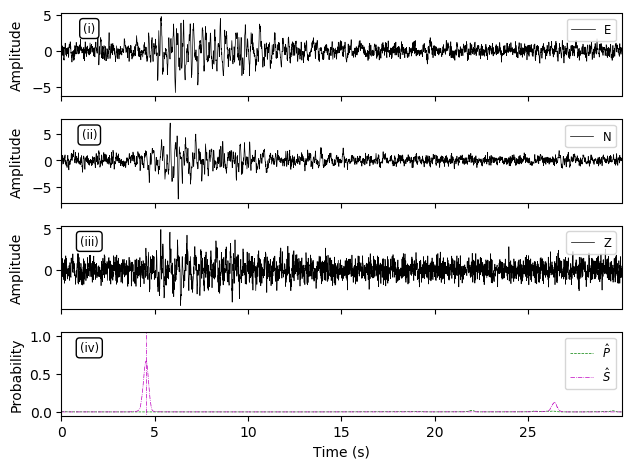 5
(i)
E
Amplitude
0
−5
5
(ii)
N
Amplitude
0
−5
5
(iii)
Z
Amplitude
0
1.0
(iv)
P̂
Probability
0.5
Ŝ
0.0
0 5 10 15 20 25
Time (s)